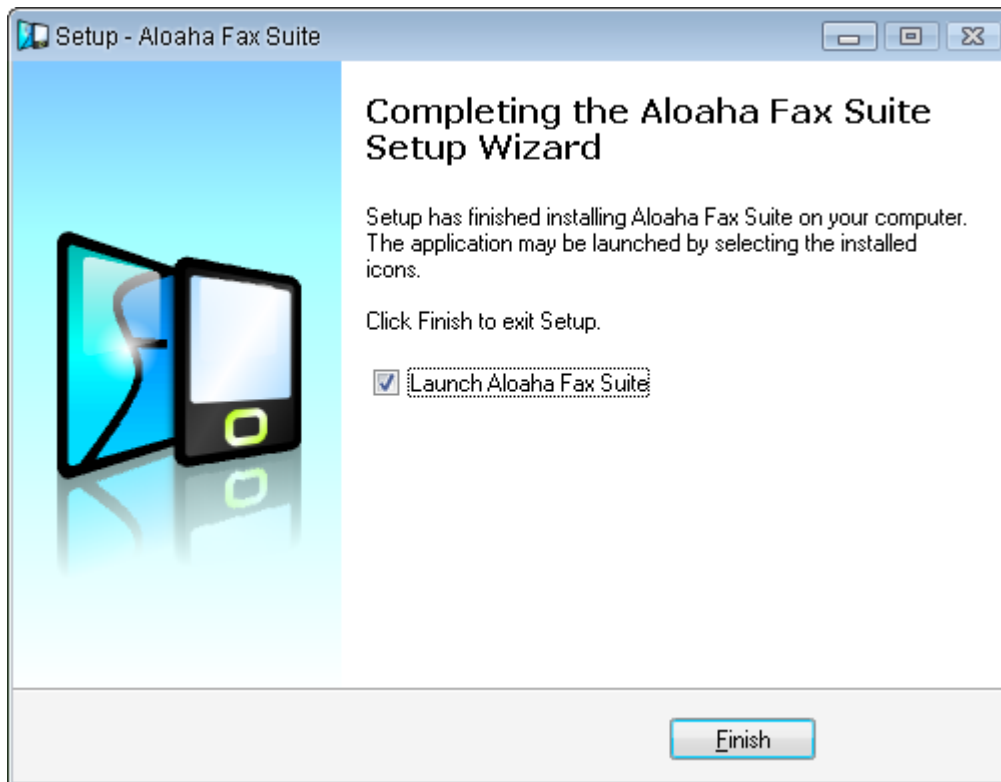 Setup - Aloaha Fax Suite
Completing the Aloaha Fax Suite
Setup Wizard
Setup has finished installing Aloaha Fax Suite on your computer.
The application may be launched by selecting the installed
icons.
Click Finish to exit Setup.
Launch Aloaha Fax Suite
Finish